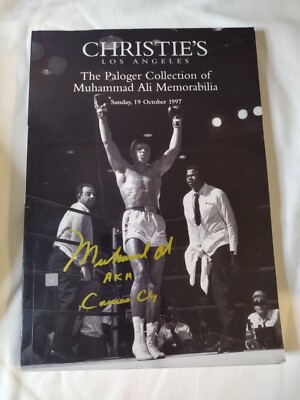 CHRISTIE'S
LOS ANGELES
The Paloger Collection of
Muhammad Ali Memorabilia
Sunday, 19 October 1997
Muhammad Ali
AKA
Cassius Clay